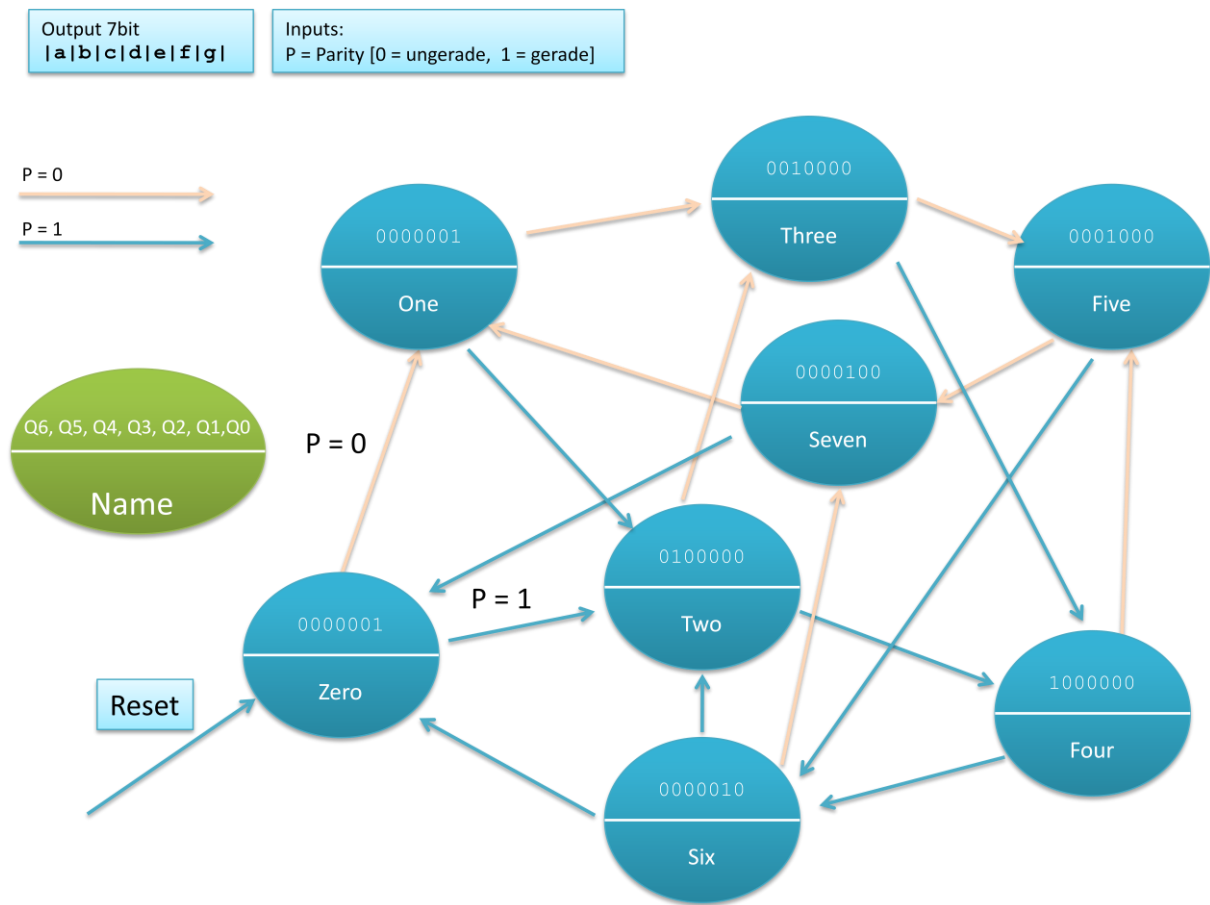 Output 7bit
|a|b|c|d|e|f|g|
Inputs:
P = Parity [0 = ungerade, 1 = gerade]
P = 0
P = 1
0010000
Three
0000001
One
0001000
Five
0000100
Seven
Q6, Q5, Q4, Q3, Q2, Q1,Q0
Name
P = 0
0100000
Two
P = 1
0000001
Zero
Reset
1000000
Four
0000010
Six